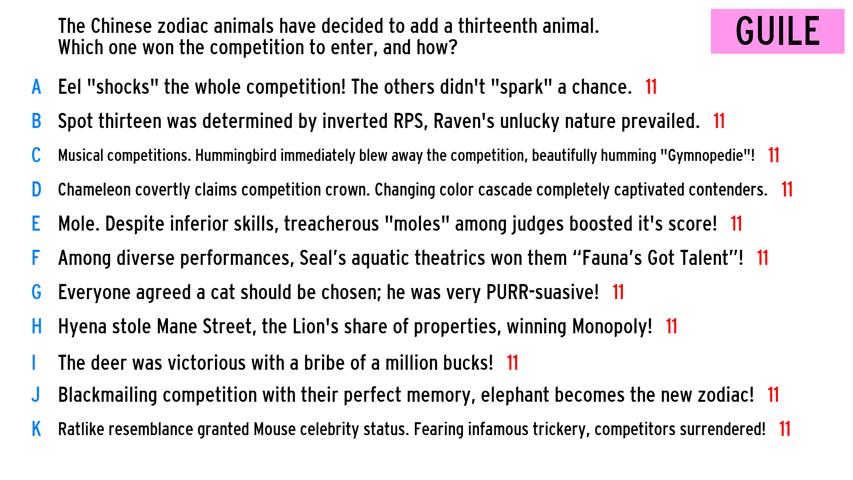 The Chinese zodiac animals have decided to add a thirteenth animal.
Which one won the competition to enter, and how?
GUILE
A Eel "shocks" the whole competition! The others didn't "spark" a chance. 11
B Spot thirteen was determined by inverted RPS, Raven's unlucky nature prevailed. 11
C Musical competitions. Hummingbird immediately blew away the competition, beautifully humming "Gymnopedie"! 11
D Chameleon covertly claims competition crown. Changing color cascade completely captivated contenders. 11
E Mole. Despite inferior skills, treacherous "moles" among judges boosted it's score! 11
F Among diverse performances, Seal’s aquatic theatrics won them “Fauna’s Got Talent”! 11
G Everyone agreed a cat should be chosen; he was very PURR-suasive! 11
H Hyena stole Mane Street, the Lion's share of properties, winning Monopoly! 11
I The deer was victorious with a bribe of a million bucks! 11
J Blackmailing competition with their perfect memory, elephant becomes the new zodiac! 11
K Ratlike resemblance granted Mouse celebrity status. Fearing infamous trickery, competitors surrendered! 11